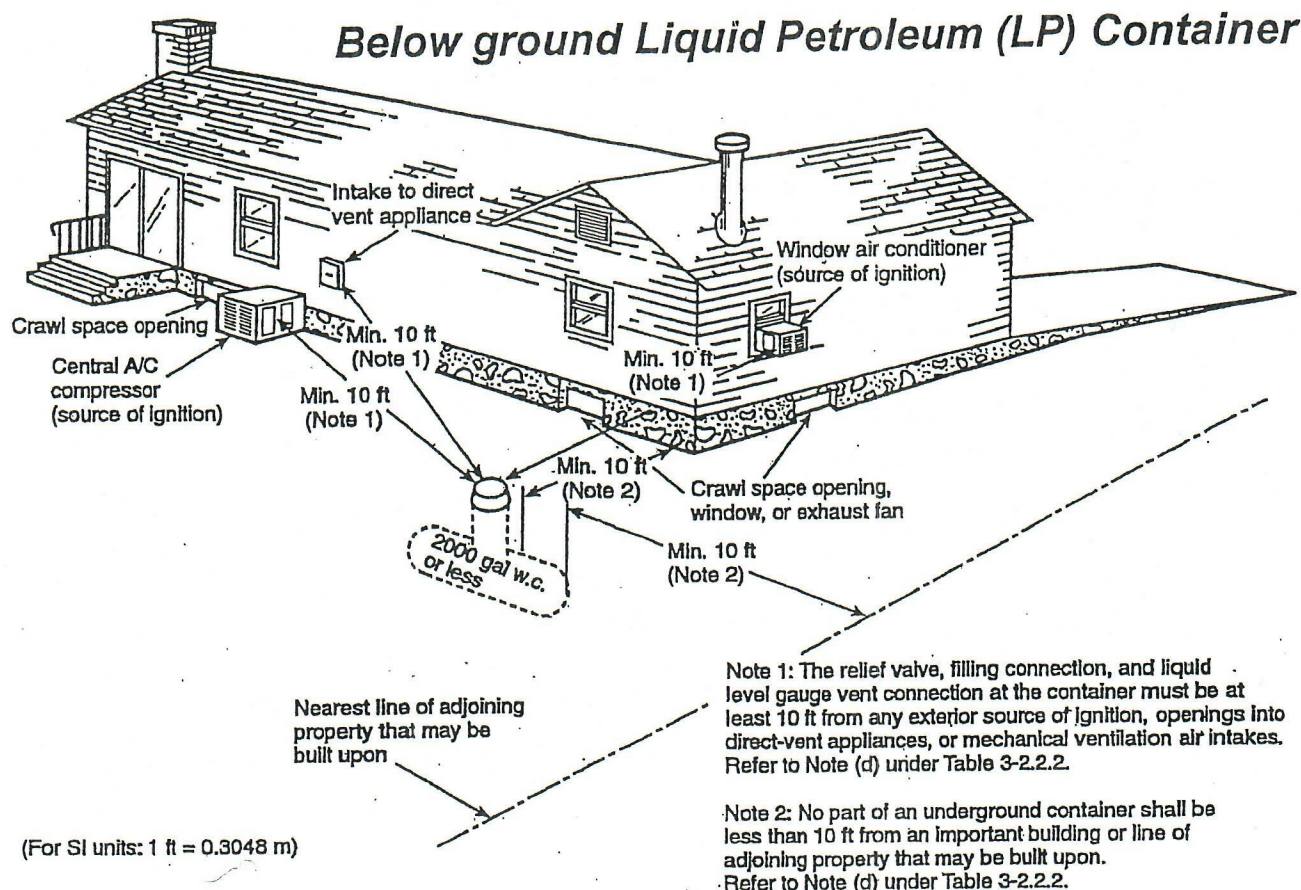 Below ground Liquid Petroleum (LP) Container
Intake to direct
vent appliance
Window air conditioner
(source of ignition)
Crawl space opening
Central A/C
compressor
(source of ignition)
Min. 10 ft
(Note 1)
Min. 10 ft
(Note 1)
Min. 10 ft
(Note 1)
Min. 10 ft
(Note 2)
Crawl space opening,
window, or exhaust fan
2000 gal w.c.
or less
Min. 10 ft
(Note 2)
Nearest line of adjoining
property that may be
built upon
Note 1: The relief valve, filling connection, and liquid
level gauge vent connection at the container must be at
least 10 ft from any exterior source of ignition, openings into
direct-vent appliances, or mechanical ventilation air intakes.
Refer to Note (d) under Table 3-2.2.2.
Note 2: No part of an underground container shall be
less than 10 ft from an important building or line of
adjoining property that may be built upon.
Refer to Note (d) under Table 3-2.2.2.
(For SI units: 1 ft = 0.3048 m)